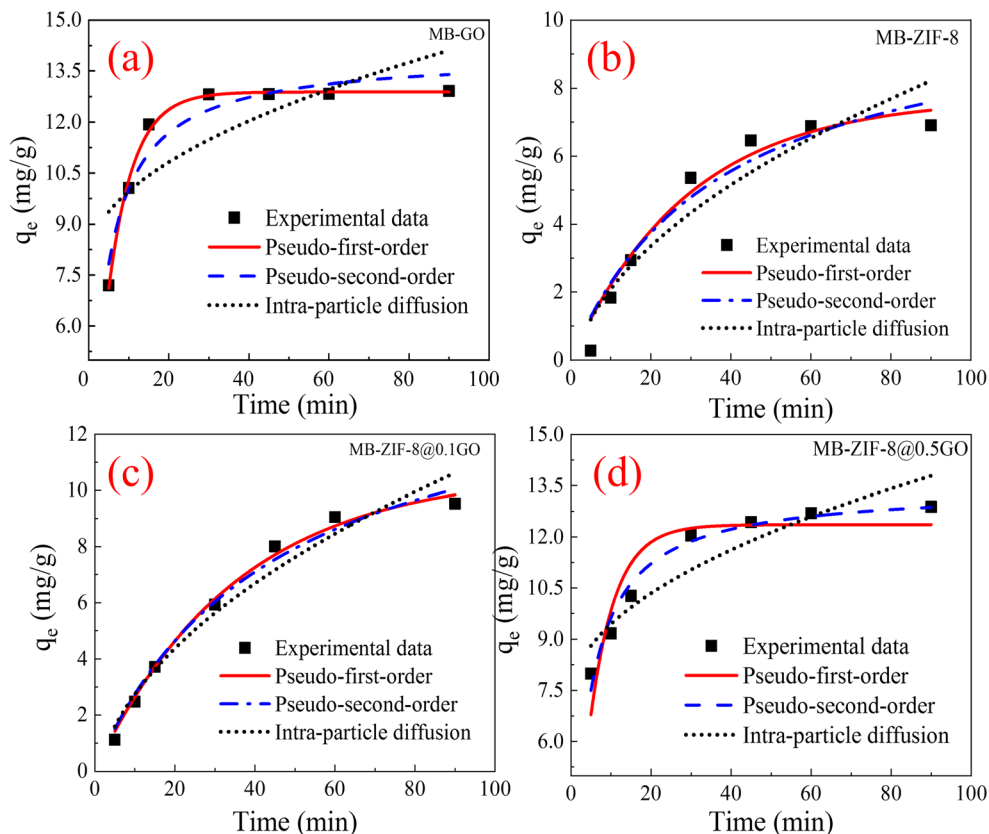 (a)
MB-GO
15.0
13.5
12.0
10.5
9.0
7.5
6.0
q_e (mg/g)
Experimental data
Pseudo-first-order
Pseudo-second-order
Intra-particle diffusion
0 20 40 60 80 100
Time (min)
(b)
MB-ZIF-8
10
8
6
4
2
0
q_e (mg/g)
Experimental data
Pseudo-first-order
Pseudo-second-order
Intra-particle diffusion
0 20 40 60 80 100
Time (min)
(c)
MB-ZIF-8@0.1GO
12
10
8
6
4
2
0
q_e (mg/g)
Experimental data
Pseudo-first-order
Pseudo-second-order
Intra-particle diffusion
0 20 40 60 80 100
Time (min)
(d)
MB-ZIF-8@0.5GO
15.0
13.5
12.0
10.5
9.0
7.5
6.0
q_e (mg/g)
Experimental data
Pseudo-first-order
Pseudo-second-order
Intra-particle diffusion
0 20 40 60 80 100
Time (min)